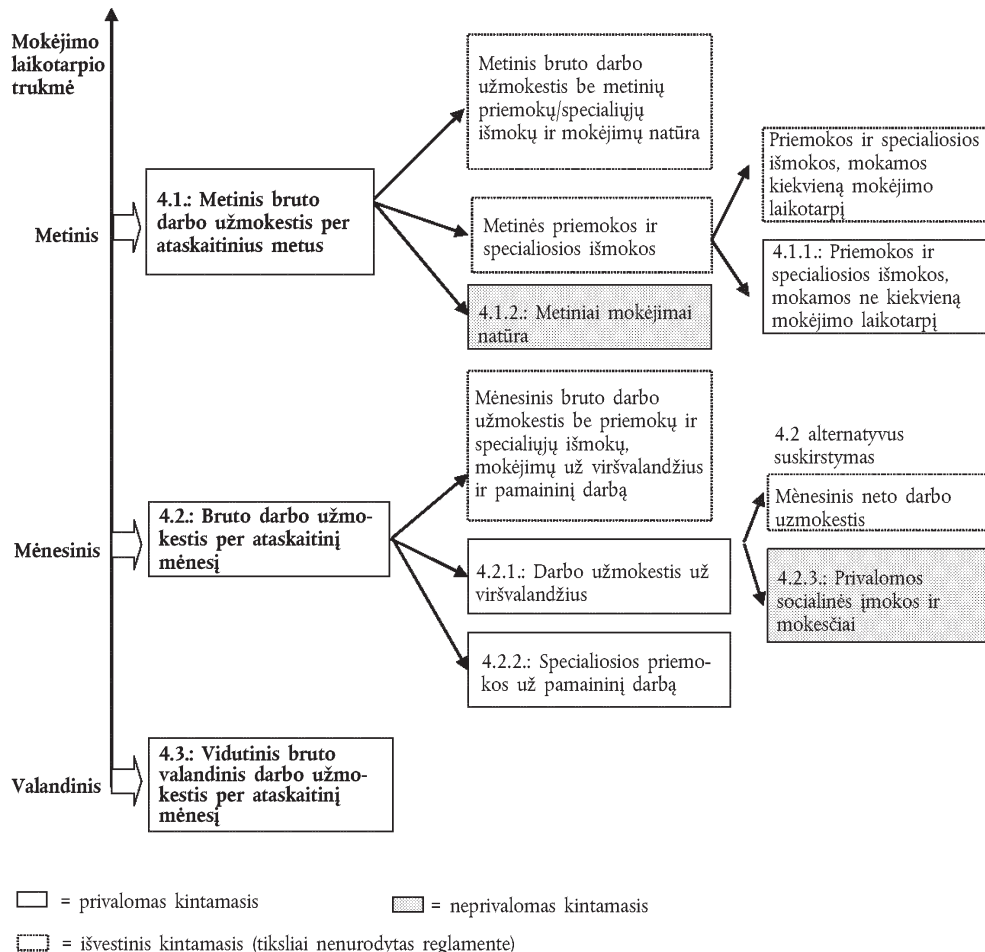 Mokėjimo
laikotarpio
trukmė
Metinis bruto darbo
užmokestis be metinių
priemokų/specialiųjų
išmokų ir mokėjimų natūra
Priemokos ir specialiosios
išmokos, mokamos
kiekvieną mokėjimo
laikotarpį
Metinis
4.1.: Metinis bruto
darbo užmokestis per
ataskaitinius metus
Metinės priemokos ir
specialiosios išmokos
4.1.1.: Priemokos ir
specialiosios išmokos,
mokamos ne kiekvieną
mokėjimo laikotarpį
4.1.2.: Metiniai mokėjimai
natūra
Mėnesinis bruto darbo
užmokestis be priemokų ir
specialiųjų išmokų,
mokėjimų už viršvalandžius
ir pamaininį darbą
4.2 alternatyvus
suskirstymas
Mėnesinis
4.2.: Bruto darbo užmo-
kestis per ataskaitinį
mėnesį
Mènesinis neto darbo
uzmokestis
4.2.1.: Darbo užmokestis už
viršvalandžius
4.2.3.: Privalomos
socialinės įmokos ir
mokesčiai
4.2.2.: Specialiosios priemo-
kos už pamaininį darbą
Valandinis
4.3.: Vidutinis bruto
valandinis darbo užmo-
kestis per ataskaitinį
mėnesį
= privalomas kintamasis
= neprivalomas kintamasis
= išvestinis kintamasis (tiksliai nenurodytas reglamente)